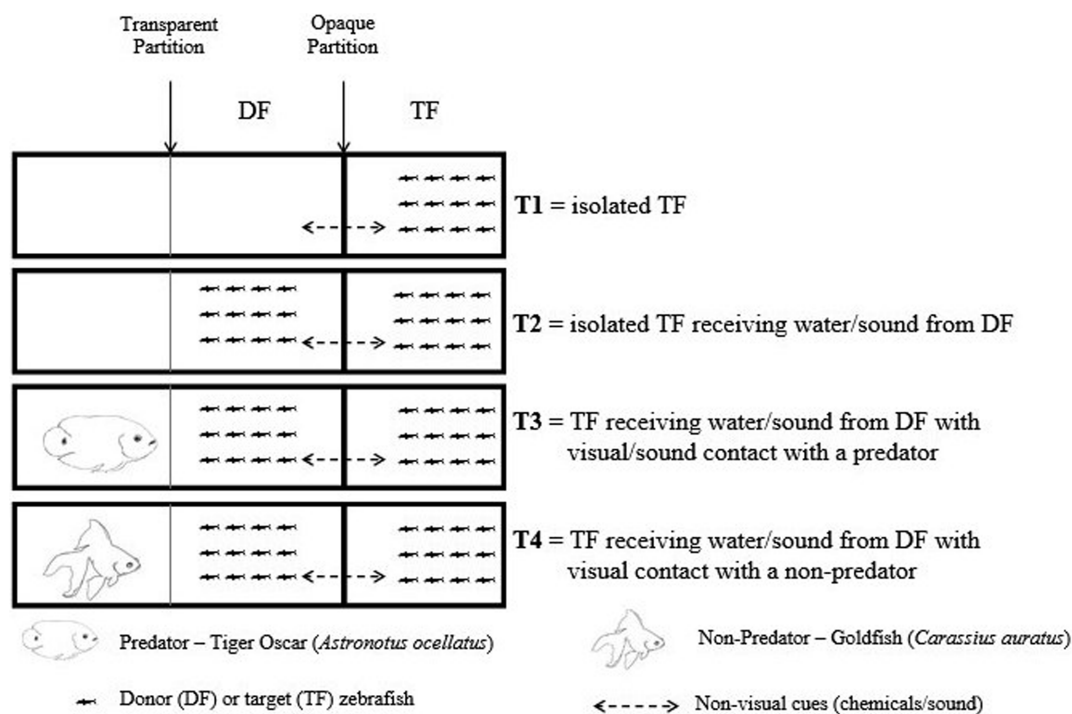 Transparent
Partition
Opaque
Partition
DF
TF
T1 = isolated TF
T2 = isolated TF receiving water/sound from DF
T3 = TF receiving water/sound from DF with
visual/sound contact with a predator
T4 = TF receiving water/sound from DF with
visual contact with a non-predator
Predator – Tiger Oscar (Astronotus ocellatus)
Non-Predator – Goldfish (Carassius auratus)
Donor (DF) or target (TF) zebrafish
Non-visual cues (chemicals/sound)